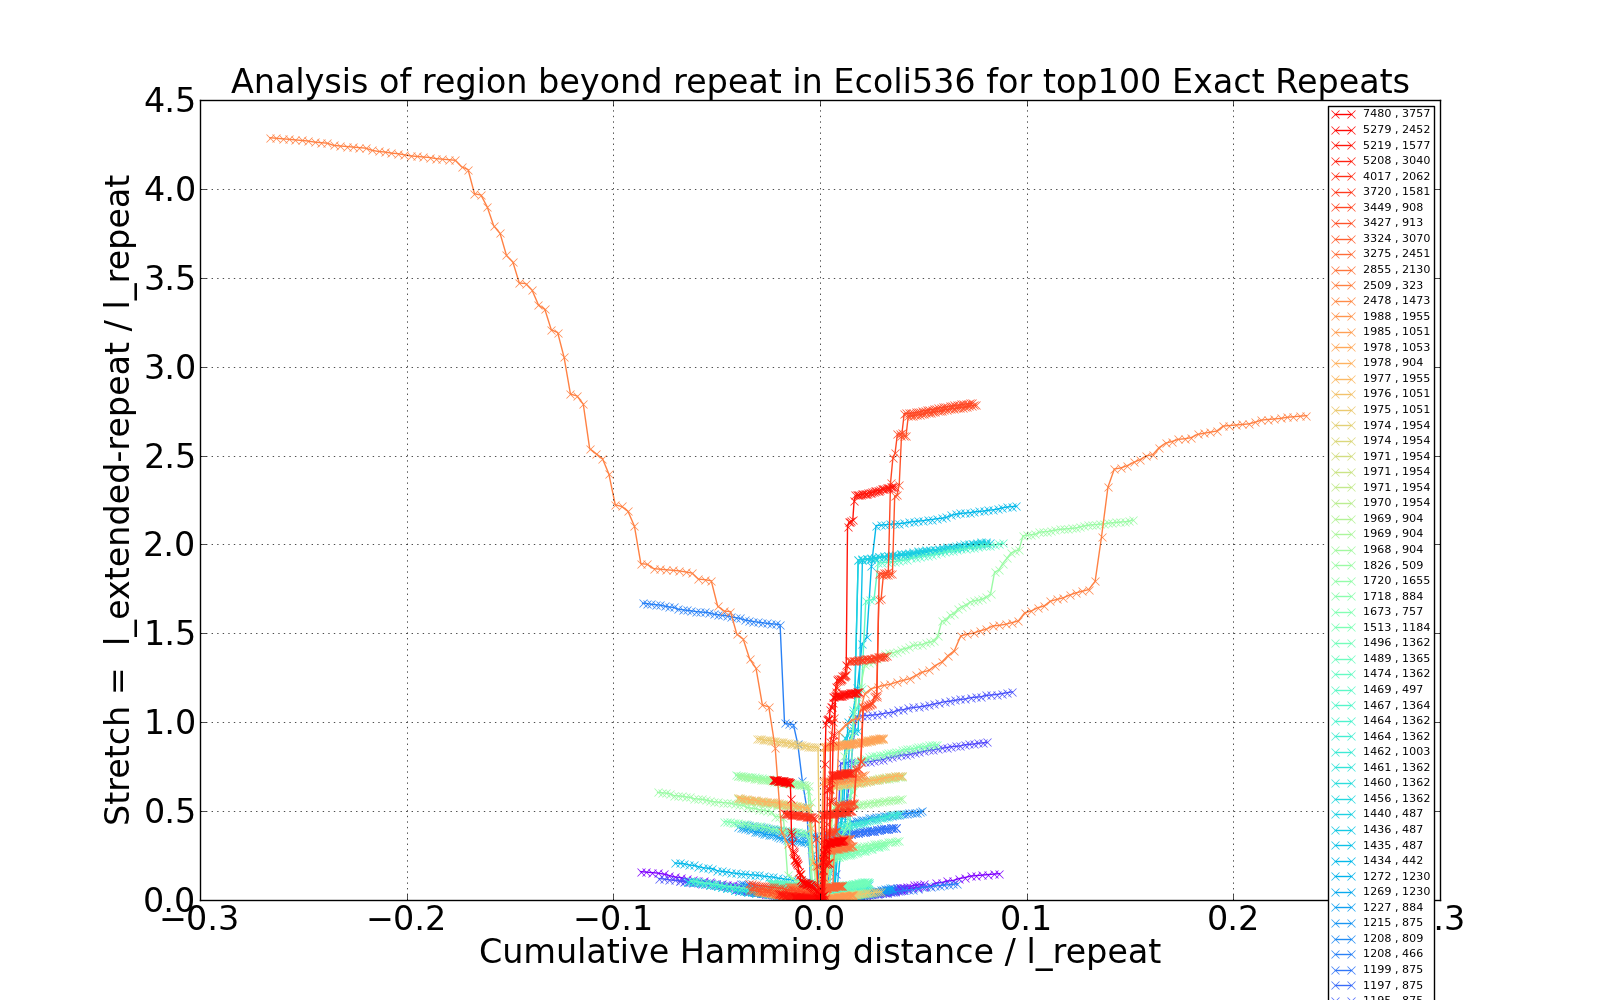 Analysis of region beyond repeat in Ecoli536 for top100 Exact Repeats
4.5
4.0
3.5
3.0
2.5
2.0
1.5
1.0
0.5
0.0
Stretch = l_extended-repeat / l_repeat
−0.3
−0.2
−0.1
0.0
0.1
0.2
.3
Cumulative Hamming distance / l_repeat
7480 , 3757
5279 , 2452
5219 , 1577
5208 , 3040
4017 , 2062
3720 , 1581
3449 , 908
3427 , 913
3324 , 3070
3275 , 2451
2855 , 2130
2509 , 323
2478 , 1473
1988 , 1955
1985 , 1051
1978 , 1053
1978 , 904
1977 , 1955
1976 , 1051
1975 , 1051
1974 , 1954
1974 , 1954
1971 , 1954
1971 , 1954
1971 , 1954
1970 , 1954
1969 , 904
1969 , 904
1968 , 904
1826 , 509
1720 , 1655
1718 , 884
1673 , 757
1513 , 1184
1496 , 1362
1489 , 1365
1474 , 1362
1469 , 497
1467 , 1364
1464 , 1362
1464 , 1362
1462 , 1003
1461 , 1362
1460 , 1362
1456 , 1362
1440 , 487
1436 , 487
1435 , 487
1434 , 442
1272 , 1230
1269 , 1230
1227 , 884
1215 , 875
1208 , 809
1208 , 466
1199 , 875
1197 , 875
1195 , 875